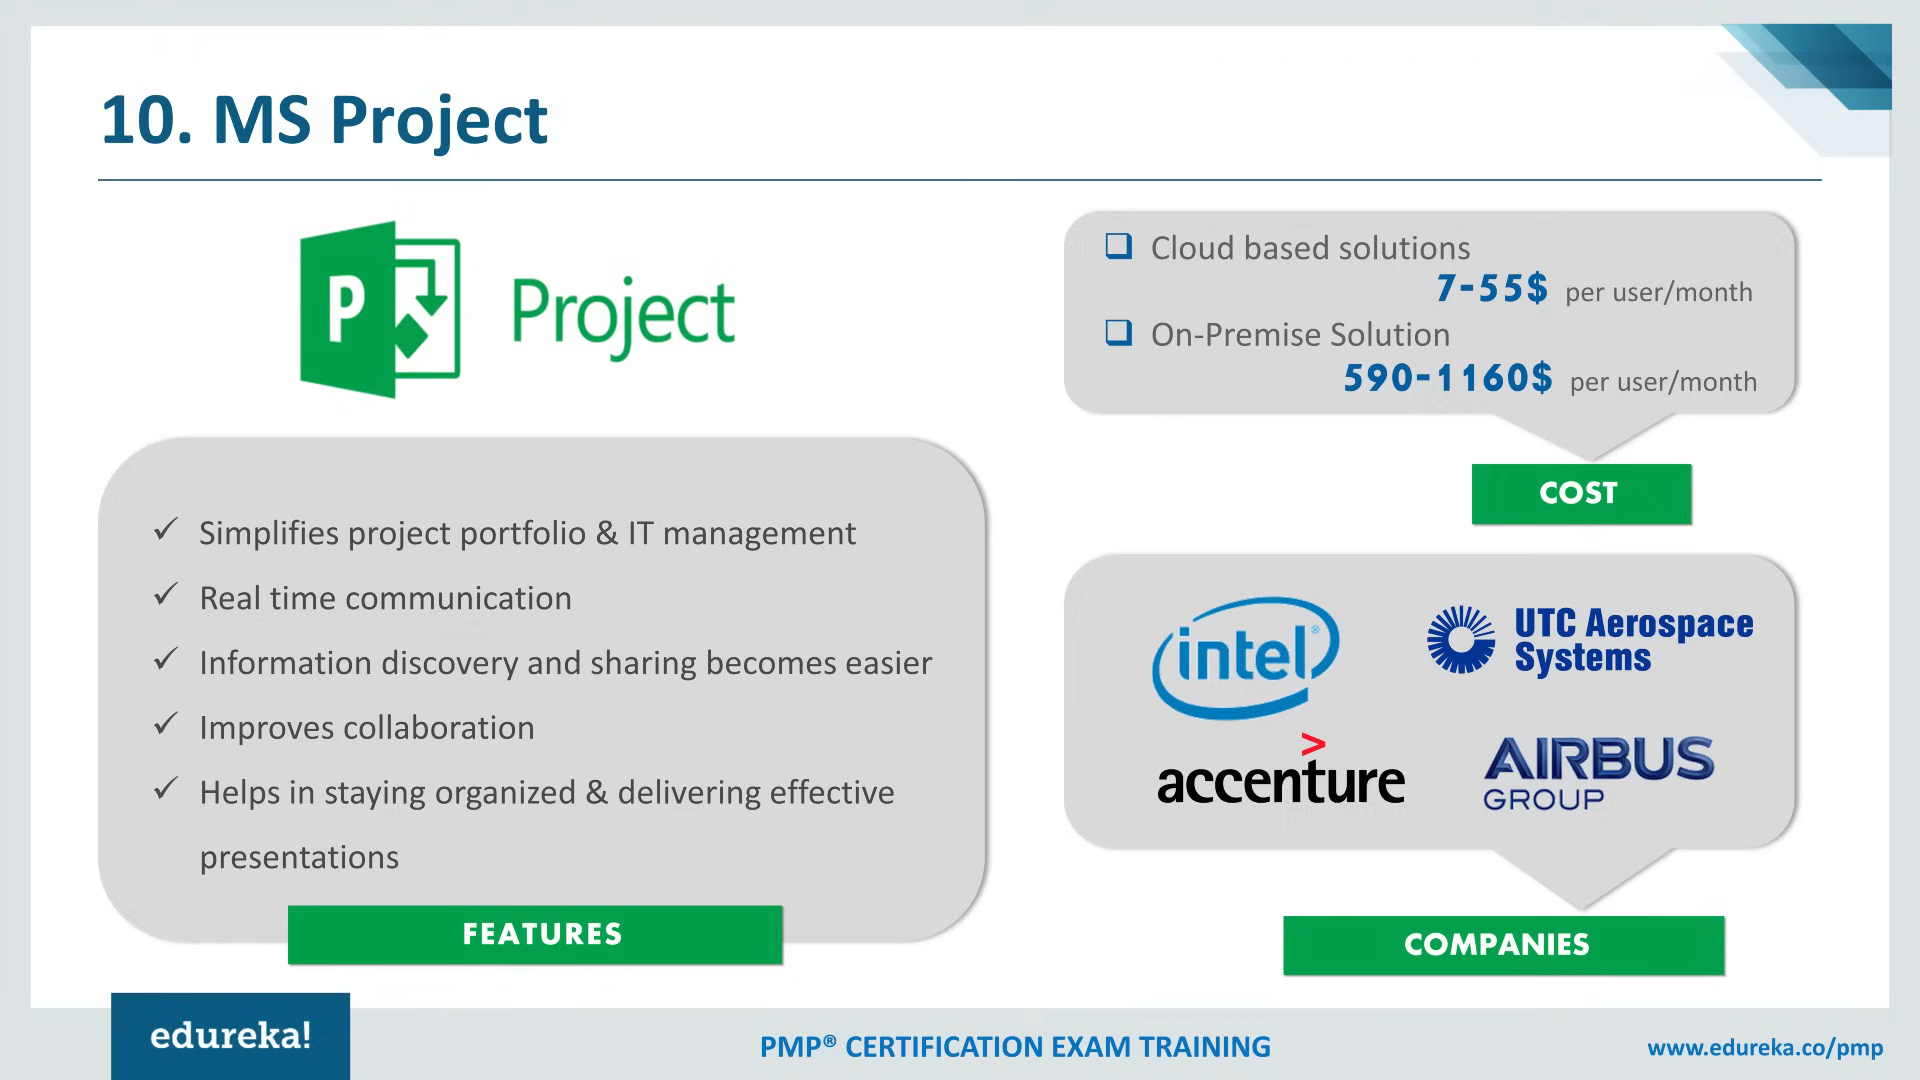 10. MS Project
P Project
Cloud based solutions
7-55$ per user/month
On-Premise Solution
590-1160$ per user/month
COST
Simplifies project portfolio & IT management
Real time communication
Information discovery and sharing becomes easier
Improves collaboration
Helps in staying organized & delivering effective
presentations
FEATURES
intel®
UTC Aerospace
Systems
>
accenture
AIRBUS
GROUP
COMPANIES
edureka!
PMP® CERTIFICATION EXAM TRAINING
www.edureka.co/pmp